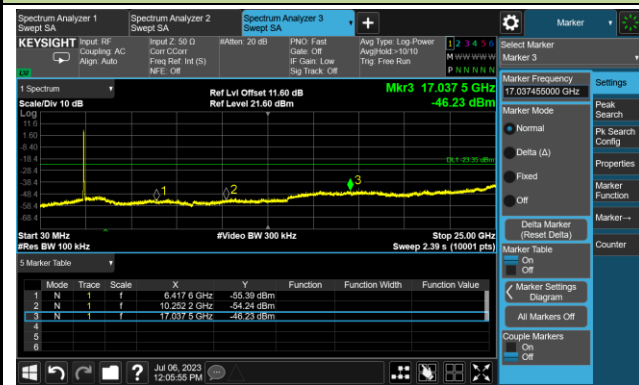 Spectrum Analyzer 1
Swept SA
Spectrum Analyzer 2
Swept SA
Spectrum Analyzer 3
Swept SA
+
Marker
KEYSIGHT
Input: RF
Coupling: AC
Align: Auto
Input Z: 50 Ω
Corr CCorr
Freq Ref: Int (S)
NFE: Off
#Atten: 20 dB
PNO: Fast
Gate: Off
IF Gain: Low
Sig Track: Off
Avg Type: Log-Power
Avg|Hold:>10/10
Trig: Free Run
1 2 3 4 5 6
M W W W W W
P N N N N N
LV
Select Marker
Marker 3
1 Spectrum
Scale/Div 10 dB
Log
Ref Lvl Offset 11.60 dB
Ref Level 21.60 dBm
Mkr3 17.037 5 GHz
-46.23 dBm
11.6
1.60
-8.40
-18.4
-28.4
-38.4
-48.4
-58.4
-68.4
DL1 -23.35 dBm
1
2
3
Start 30 MHz
#Res BW 100 kHz
#Video BW 300 kHz
Stop 25.00 GHz
Sweep 2.39 s (10001 pts)
5 Marker Table
Mode Trace Scale X Y Function Function Width Function Value
1 N 1 f 6.417 6 GHz -55.39 dBm
2 N 1 f 10.252 2 GHz -54.24 dBm
3 N 1 f 17.037 5 GHz -46.23 dBm
4
5
6
Marker Frequency
17.037455000 GHz
Marker Mode
Normal
Delta (Δ)
Fixed
Off
Delta Marker
(Reset Delta)
Marker Table
On
Off
Marker Settings
Diagram
All Markers Off
Couple Markers
On
Off
Settings
Peak
Search
Pk Search
Config
Properties
Marker
Function
Marker→
Counter
?
Jul 06, 2023
12:05:55 PM